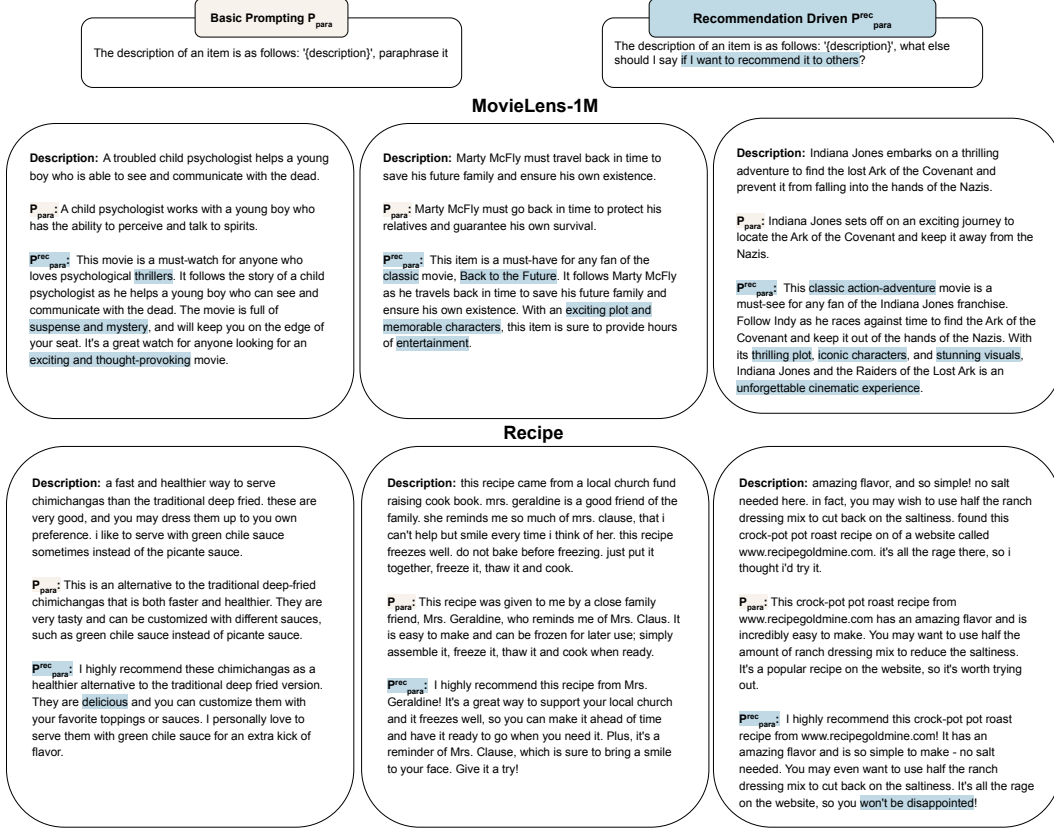 Basic Prompting P para
The description of an item is as follows: '{description}', paraphrase it
Recommendation Driven P rec para
The description of an item is as follows: '{description}', what else
should I say if I want to recommend it to others?
MovieLens-1M
Description: A troubled child psychologist helps a young
boy who is able to see and communicate with the dead.
P para: A child psychologist works with a young boy who
has the ability to perceive and talk to spirits.
P rec para: This movie is a must-watch for anyone who
loves psychological thrillers. It follows the story of a child
psychologist as he helps a young boy who can see and
communicate with the dead. The movie is full of
suspense and mystery, and will keep you on the edge of
your seat. It's a great watch for anyone looking for an
exciting and thought-provoking movie.
Description: Marty McFly must travel back in time to
save his future family and ensure his own existence.
P para: Marty McFly must go back in time to protect his
relatives and guarantee his own survival.
P rec para: This item is a must-have for any fan of the
classic movie, Back to the Future. It follows Marty McFly
as he travels back in time to save his future family and
ensure his own existence. With an exciting plot and
memorable characters, this item is sure to provide hours
of entertainment.
Description: Indiana Jones embarks on a thrilling
adventure to find the lost Ark of the Covenant and
prevent it from falling into the hands of the Nazis.
P para: Indiana Jones sets off on an exciting journey to
locate the Ark of the Covenant and keep it away from the
Nazis.
P rec para: This classic action-adventure movie is a
must-see for any fan of the Indiana Jones franchise.
Follow Indy as he races against time to find the Ark of the
Covenant and keep it out of the hands of the Nazis. With
its thrilling plot, iconic characters, and stunning visuals,
Indiana Jones and the Raiders of the Lost Ark is an
unforgettable cinematic experience.
Recipe
Description: a fast and healthier way to serve
chimichangas than the traditional deep fried. these are
very good, and you may dress them up to you own
preference. i like to serve with green chile sauce
sometimes instead of the picante sauce.
P para: This is an alternative to the traditional deep-fried
chimichangas that is both faster and healthier. They are
very tasty and can be customized with different sauces,
such as green chile sauce instead of picante sauce.
P rec para: I highly recommend these chimichangas as a
healthier alternative to the traditional deep fried version.
They are delicious and you can customize them with
your favorite toppings or sauces. I personally love to
serve them with green chile sauce for an extra kick of
flavor.
Description: this recipe came from a local church fund
raising cook book. mrs. geraldine is a good friend of the
family. she reminds me so much of mrs. clause, that i
can't help but smile every time i think of her. this recipe
freezes well. do not bake before freezing. just put it
together, freeze it, thaw it and cook.
P para: This recipe was given to me by a close family
friend, Mrs. Geraldine, who reminds me of Mrs. Claus. It
is easy to make and can be frozen for later use; simply
assemble it, freeze it, thaw it and cook when ready.
P rec para: I highly recommend this recipe from Mrs.
Geraldine! It's a great way to support your local church
and it freezes well, so you can make it ahead of time
and have it ready to go when you need it. Plus, it's a
reminder of Mrs. Clause, which is sure to bring a smile
to your face. Give it a try!
Description: amazing flavor, and so simple! no salt
needed here. in fact, you may wish to use half the ranch
dressing mix to cut back on the saltiness. found this
crock-pot pot roast recipe on of a website called
www.recipegoldmine.com. it's all the rage there, so i
thought i'd try it.
P para: This crock-pot pot roast recipe from
www.recipegoldmine.com has an amazing flavor and is
incredibly easy to make. You may want to use half the
amount of ranch dressing mix to reduce the saltiness.
It's a popular recipe on the website, so it's worth trying
out.
P rec para: I highly recommend this crock-pot pot roast
recipe from www.recipegoldmine.com! It has an
amazing flavor and is so simple to make - no salt
needed. You may even want to use half the ranch
dressing mix to cut back on the saltiness. It's all the rage
on the website, so you won't be disappointed!